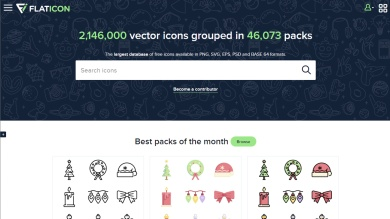 FLATICON
2,146,000 vector icons grouped in 46,073 packs
The largest database of free icons available in PNG, SVG, EPS, PSD and BASE 64 formats.
Search icons
Become a contributor
Best packs of the month
Browse